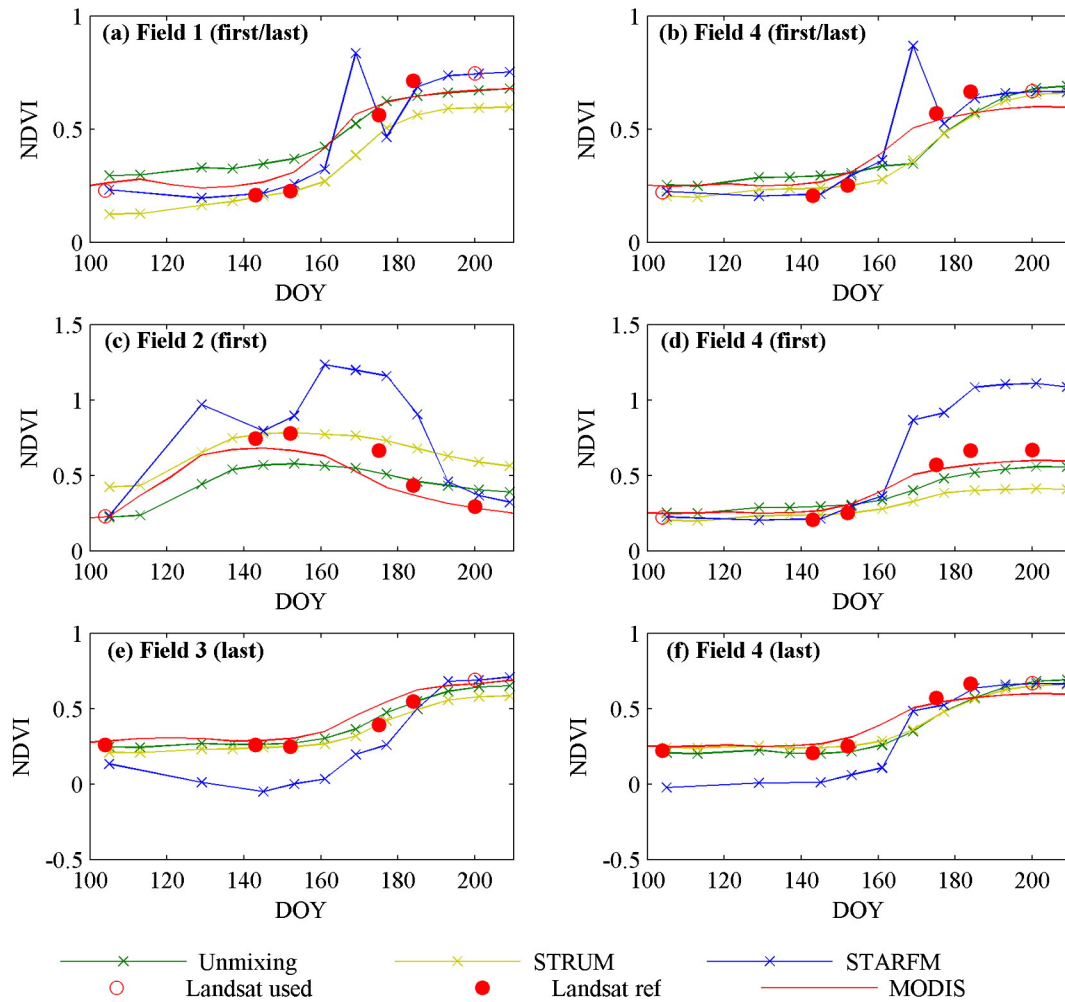 (a) Field 1 (first/last)
NDVI
1
0.5
0
100 120 140 160 180 200
DOY
(b) Field 4 (first/last)
NDVI
1
0.5
0
100 120 140 160 180 200
DOY
(c) Field 2 (first)
NDVI
1.5
1
0.5
0
100 120 140 160 180 200
DOY
(d) Field 4 (first)
NDVI
1.5
1
0.5
0
100 120 140 160 180 200
DOY
(e) Field 3 (last)
NDVI
1
0.5
0
-0.5
100 120 140 160 180 200
DOY
(f) Field 4 (last)
NDVI
1
0.5
0
-0.5
100 120 140 160 180 200
DOY
Unmixing STRUM STARFM
Landsat used Landsat ref MODIS